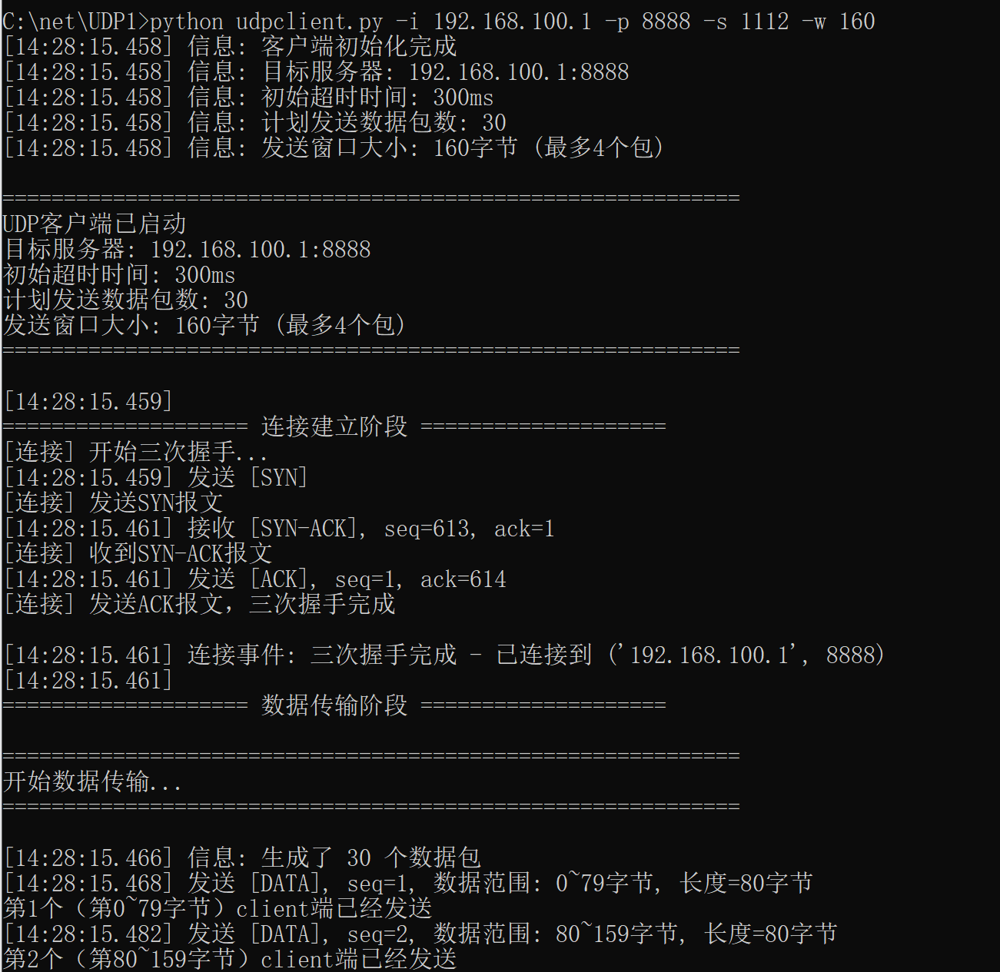 C:\net\UDP1>python udpclient.py -i 192.168.100.1 -p 8888 -s 1112 -w 160
[14:28:15.458] 信息: 客户端初始化完成
[14:28:15.458] 信息: 目标服务器: 192.168.100.1:8888
[14:28:15.458] 信息: 初始超时时间: 300ms
[14:28:15.458] 信息: 计划发送数据包数: 30
[14:28:15.458] 信息: 发送窗口大小: 160字节 (最多4个包)
============================================================
UDP客户端已启动
目标服务器: 192.168.100.1:8888
初始超时时间: 300ms
计划发送数据包数: 30
发送窗口大小: 160字节 (最多4个包)
============================================================
[14:28:15.459]
==================== 连接建立阶段 ====================
[连接] 开始三次握手...
[14:28:15.459] 发送 [SYN]
[连接] 发送SYN报文
[14:28:15.461] 接收 [SYN-ACK], seq=613, ack=1
[连接] 收到SYN-ACK报文
[14:28:15.461] 发送 [ACK], seq=1, ack=614
[连接] 发送ACK报文，三次握手完成
[14:28:15.461] 连接事件: 三次握手完成 - 已连接到 ('192.168.100.1', 8888)
[14:28:15.461]
==================== 数据传输阶段 ====================
============================================================
开始数据传输...
============================================================
[14:28:15.466] 信息: 生成了 30 个数据包
[14:28:15.468] 发送 [DATA], seq=1, 数据范围: 0~79字节, 长度=80字节
第1个（第0~79字节）client端已经发送
[14:28:15.482] 发送 [DATA], seq=2, 数据范围: 80~159字节, 长度=80字节
第2个（第80~159字节）client端已经发送